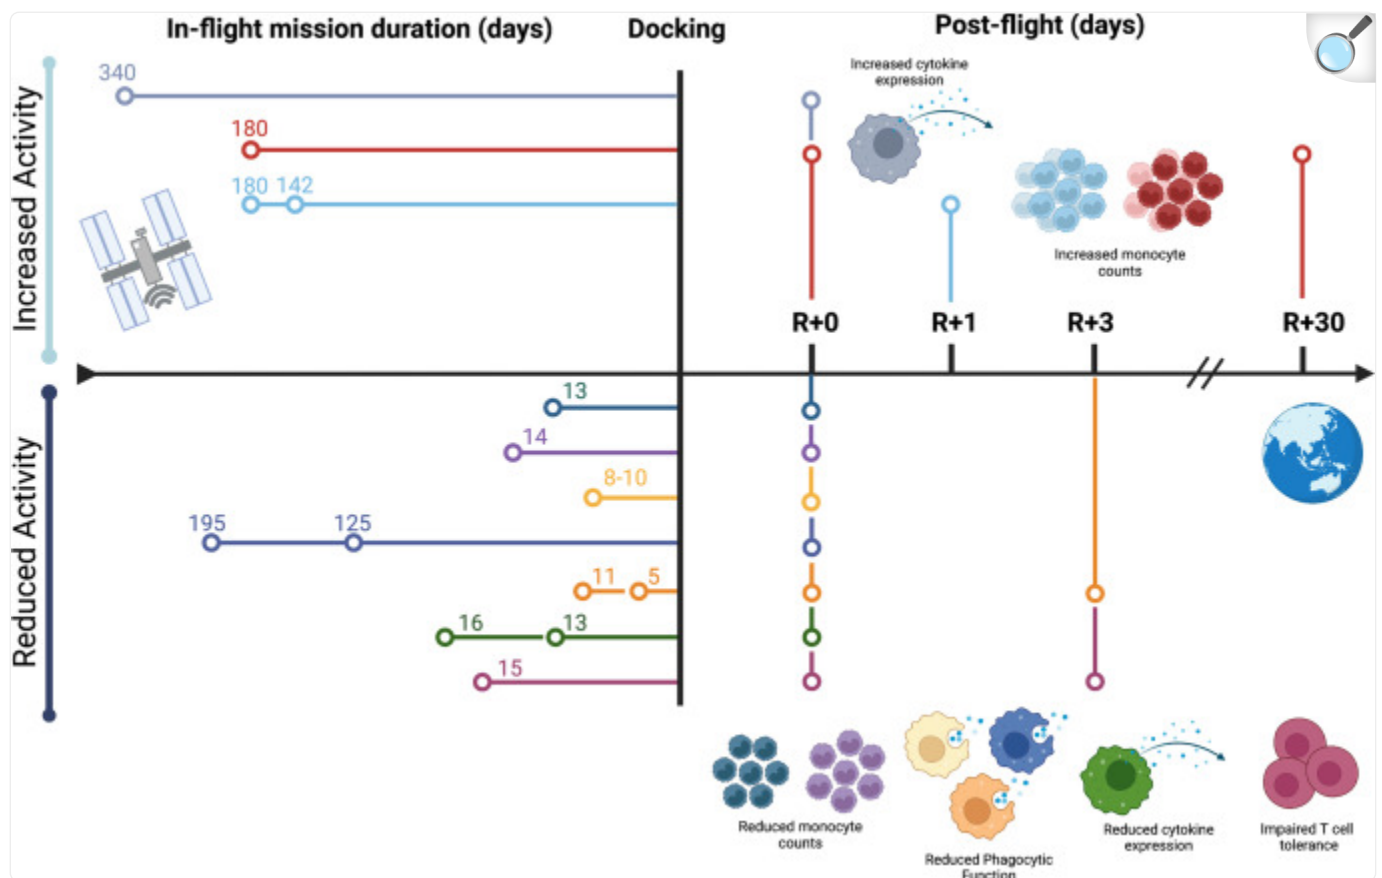 In-flight mission duration (days)
Docking
Post-flight (days)
Increased Activity
340
180
180 142
Increased cytokine
expression
Increased monocyte
counts
R+0
R+1
R+3
R+30
Reduced Activity
13
14
8-10
195
125
11
5
16
13
15
Reduced monocyte
counts
Reduced Phagocytic
Function
Reduced cytokine
expression
Impaired T cell
tolerance